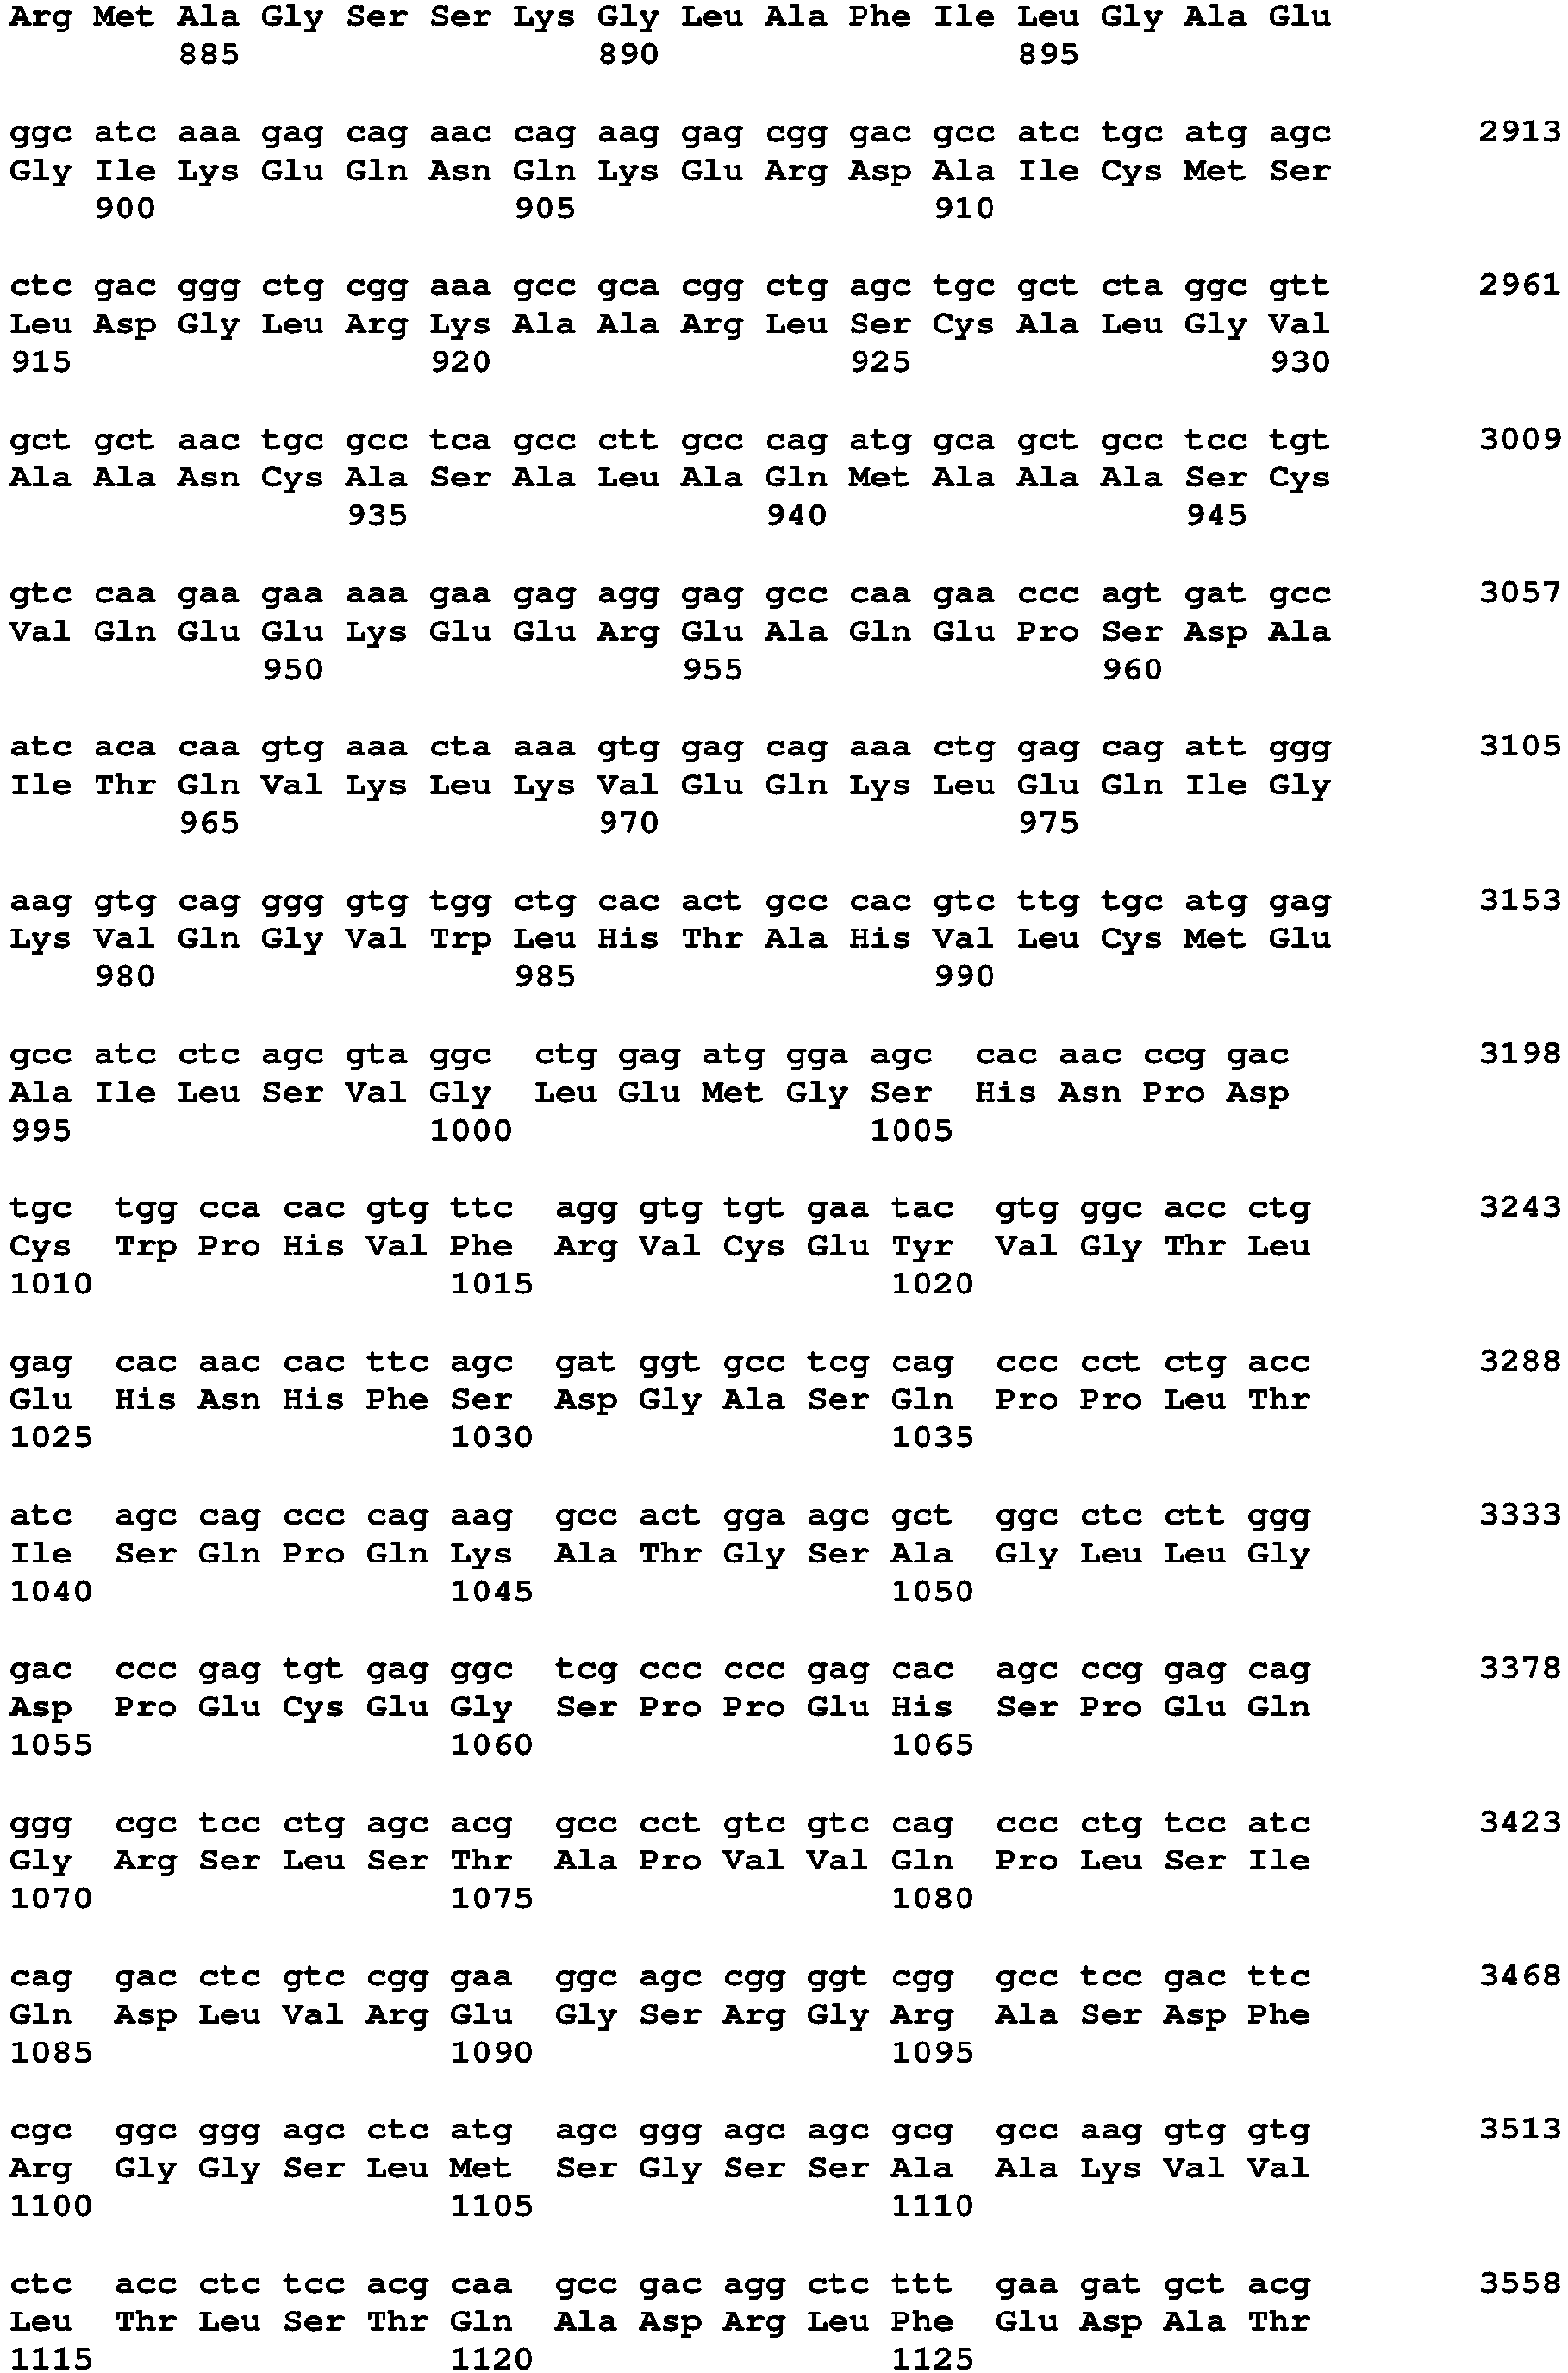 Arg Met Ala Gly Ser Ser Lys Gly Leu Ala Phe Ile Leu Gly Ala Glu
885 890 895
ggc atc aaa gag cag aac cag aag gag cgg gac gcc atc tgc atg agc 2913
Gly Ile Lys Glu Gln Asn Gln Lys Glu Arg Asp Ala Ile Cys Met Ser
900 905 910
ctc gac ggg ctg cgg aaa gcc gca cgg ctg agc tgc gct cta ggc gtt 2961
Leu Asp Gly Leu Arg Lys Ala Ala Arg Leu Ser Cys Ala Leu Gly Val
915 920 925 930
gct gct aac tgc gcc tca gcc ctt gcc cag atg gca gct gcc tcc tgt 3009
Ala Ala Asn Cys Ala Ser Ala Leu Ala Gln Met Ala Ala Ala Ser Cys
935 940 945
gtc caa gaa gaa aaa gaa gag agg gag gcc caa gaa ccc agt gat gcc 3057
Val Gln Glu Glu Lys Glu Glu Arg Glu Ala Gln Glu Pro Ser Asp Ala
950 955 960
atc aca caa gtg aaa cta aaa gtg gag cag aaa ctg gag cag att ggg 3105
Ile Thr Gln Val Lys Leu Lys Val Glu Gln Lys Leu Glu Gln Ile Gly
965 970 975
aag gtg cag ggg gtg tgg ctg cac act gcc cac gtc ttg tgc atg gag 3153
Lys Val Gln Gly Val Trp Leu His Thr Ala His Val Leu Cys Met Glu
980 985 990
gcc atc ctc agc gta ggc ctg gag atg gga agc cac aac ccg gac 3198
Ala Ile Leu Ser Val Gly Leu Glu Met Gly Ser His Asn Pro Asp
995 1000 1005
tgc tgg cca cac gtg ttc agg gtg tgt gaa tac gtg ggc acc ctg 3243
Cys Trp Pro His Val Phe Arg Val Cys Glu Tyr Val Gly Thr Leu
1010 1015 1020
gag cac aac cac ttc agc gat ggt gcc tcg cag ccc cct ctg acc 3288
Glu His Asn His Phe Ser Asp Gly Ala Ser Gln Pro Pro Leu Thr
1025 1030 1035
atc agc cag ccc cag aag gcc act gga agc gct ggc ctc ctt ggg 3333
Ile Ser Gln Pro Gln Lys Ala Thr Gly Ser Ala Gly Leu Leu Gly
1040 1045 1050
gac ccc gag tgt gag ggc tcg ccc ccc gag cac agc ccg gag cag 3378
Asp Pro Glu Cys Glu Gly Ser Pro Pro Glu His Ser Pro Glu Gln
1055 1060 1065
ggg cgc tcc ctg agc acg gcc cct gtc gtc cag ccc ctg tcc atc 3423
Gly Arg Ser Leu Ser Thr Ala Pro Val Val Gln Pro Leu Ser Ile
1070 1075 1080
cag gac ctc gtc cgg gaa ggc agc cgg ggt cgg gcc tcc gac ttc 3468
Gln Asp Leu Val Arg Glu Gly Ser Arg Gly Arg Ala Ser Asp Phe
1085 1090 1095
cgc ggc ggg agc ctc atg agc ggg agc agc gcg gcc aag gtg gtg 3513
Arg Gly Gly Ser Leu Met Ser Gly Ser Ser Ala Ala Lys Val Val
1100 1105 1110
ctc acc ctc tcc acg caa gcc gac agg ctc ttt gaa gat gct acg 3558
Leu Thr Leu Ser Thr Gln Ala Asp Arg Leu Phe Glu Asp Ala Thr
1115 1120 1125